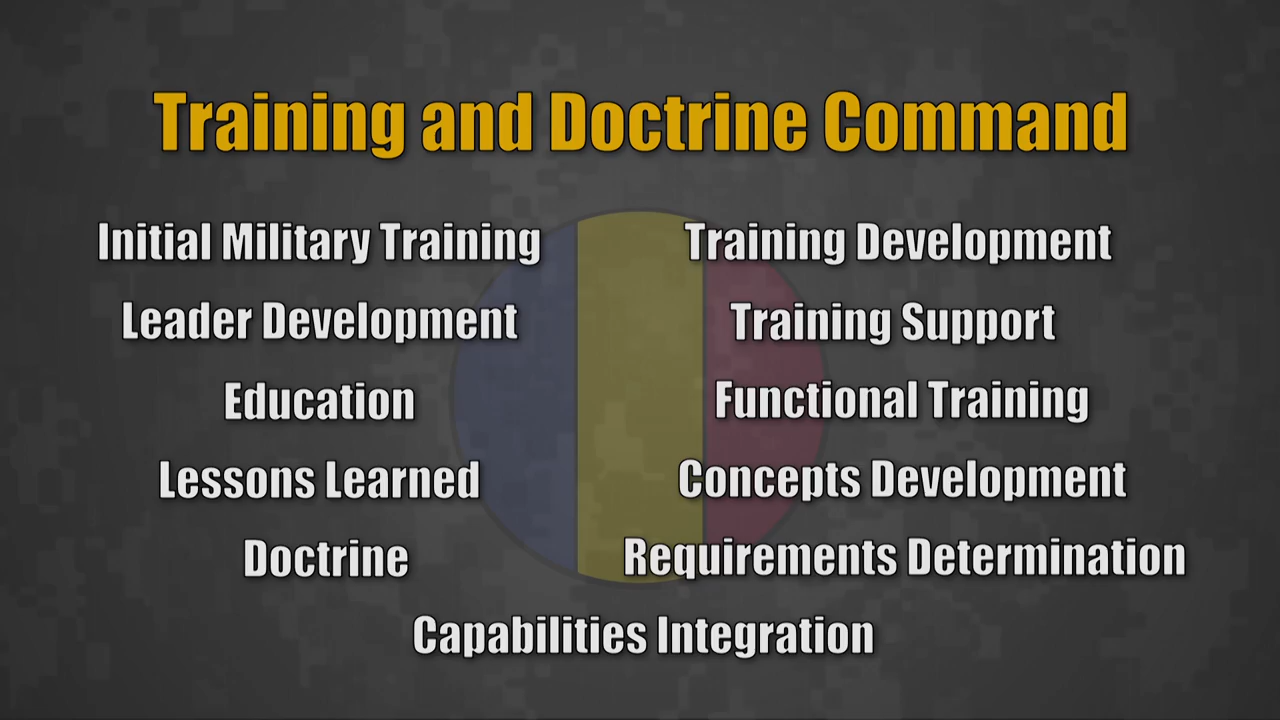 Training and Doctrine Command
Initial Military Training
Leader Development
Education
Lessons Learned
Doctrine
Training Development
Training Support
Functional Training
Concepts Development
Requirements Determination
Capabilities Integration